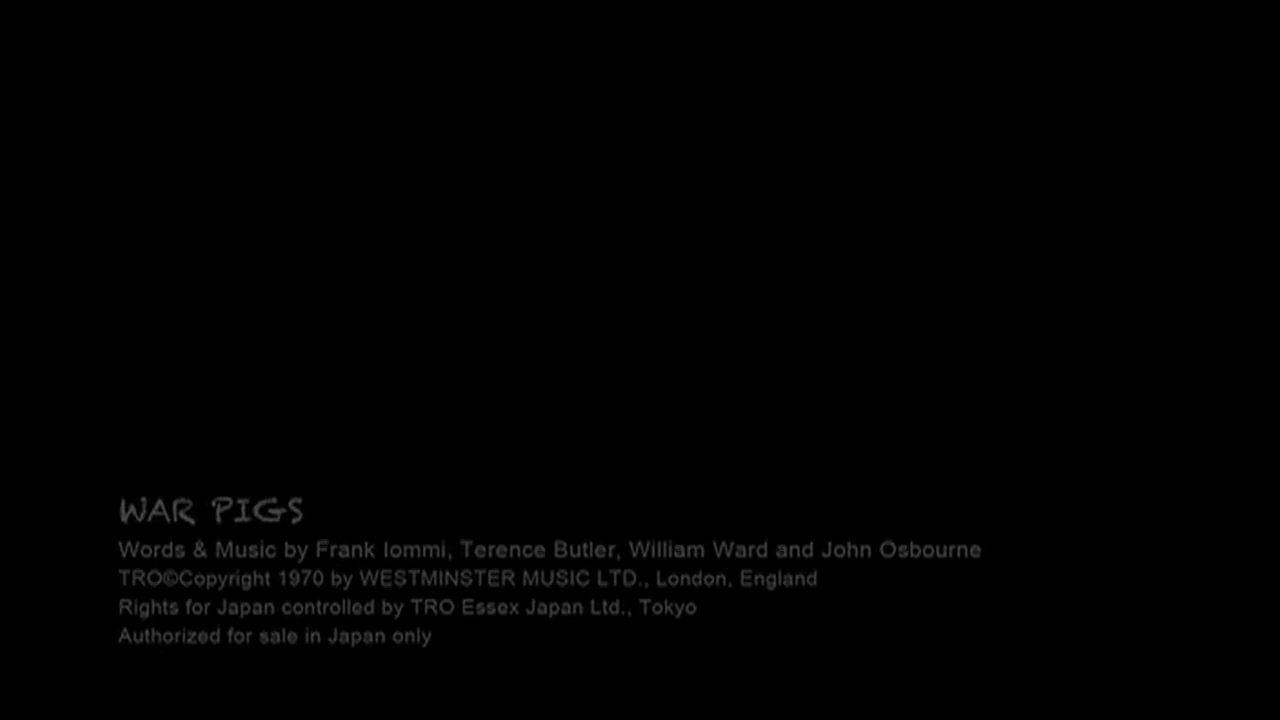 WAR PIGS
Words & Music by Frank Iommi, Terence Butler, William Ward and John Osbourne
TRO©Copyright 1970 by WESTMINSTER MUSIC LTD., London, England
Rights for Japan controlled by TRO Essex Japan Ltd., Tokyo
Authorized for sale in Japan only